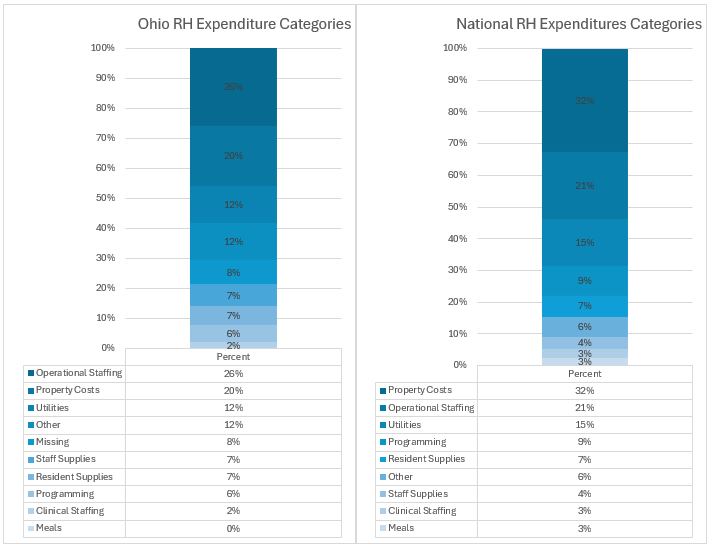 Ohio RH Expenditure Categories
100%
90%
80%
70%
60%
50%
40%
30%
20%
10%
0%
26%
20%
12%
12%
8%
7%
7%
6%
2%
Percent
Operational Staffing 26%
Property Costs 20%
Utilities 12%
Other 12%
Missing 8%
Staff Supplies 7%
Resident Supplies 7%
Programming 6%
Clinical Staffing 2%
Meals 0%
National RH Expenditures Categories
100%
90%
80%
70%
60%
50%
40%
30%
20%
10%
0%
32%
21%
15%
9%
7%
6%
4%
3%
3%
Percent
Property Costs 32%
Operational Staffing 21%
Utilities 15%
Programming 9%
Resident Supplies 7%
Other 6%
Staff Supplies 4%
Clinical Staffing 3%
Meals 3%